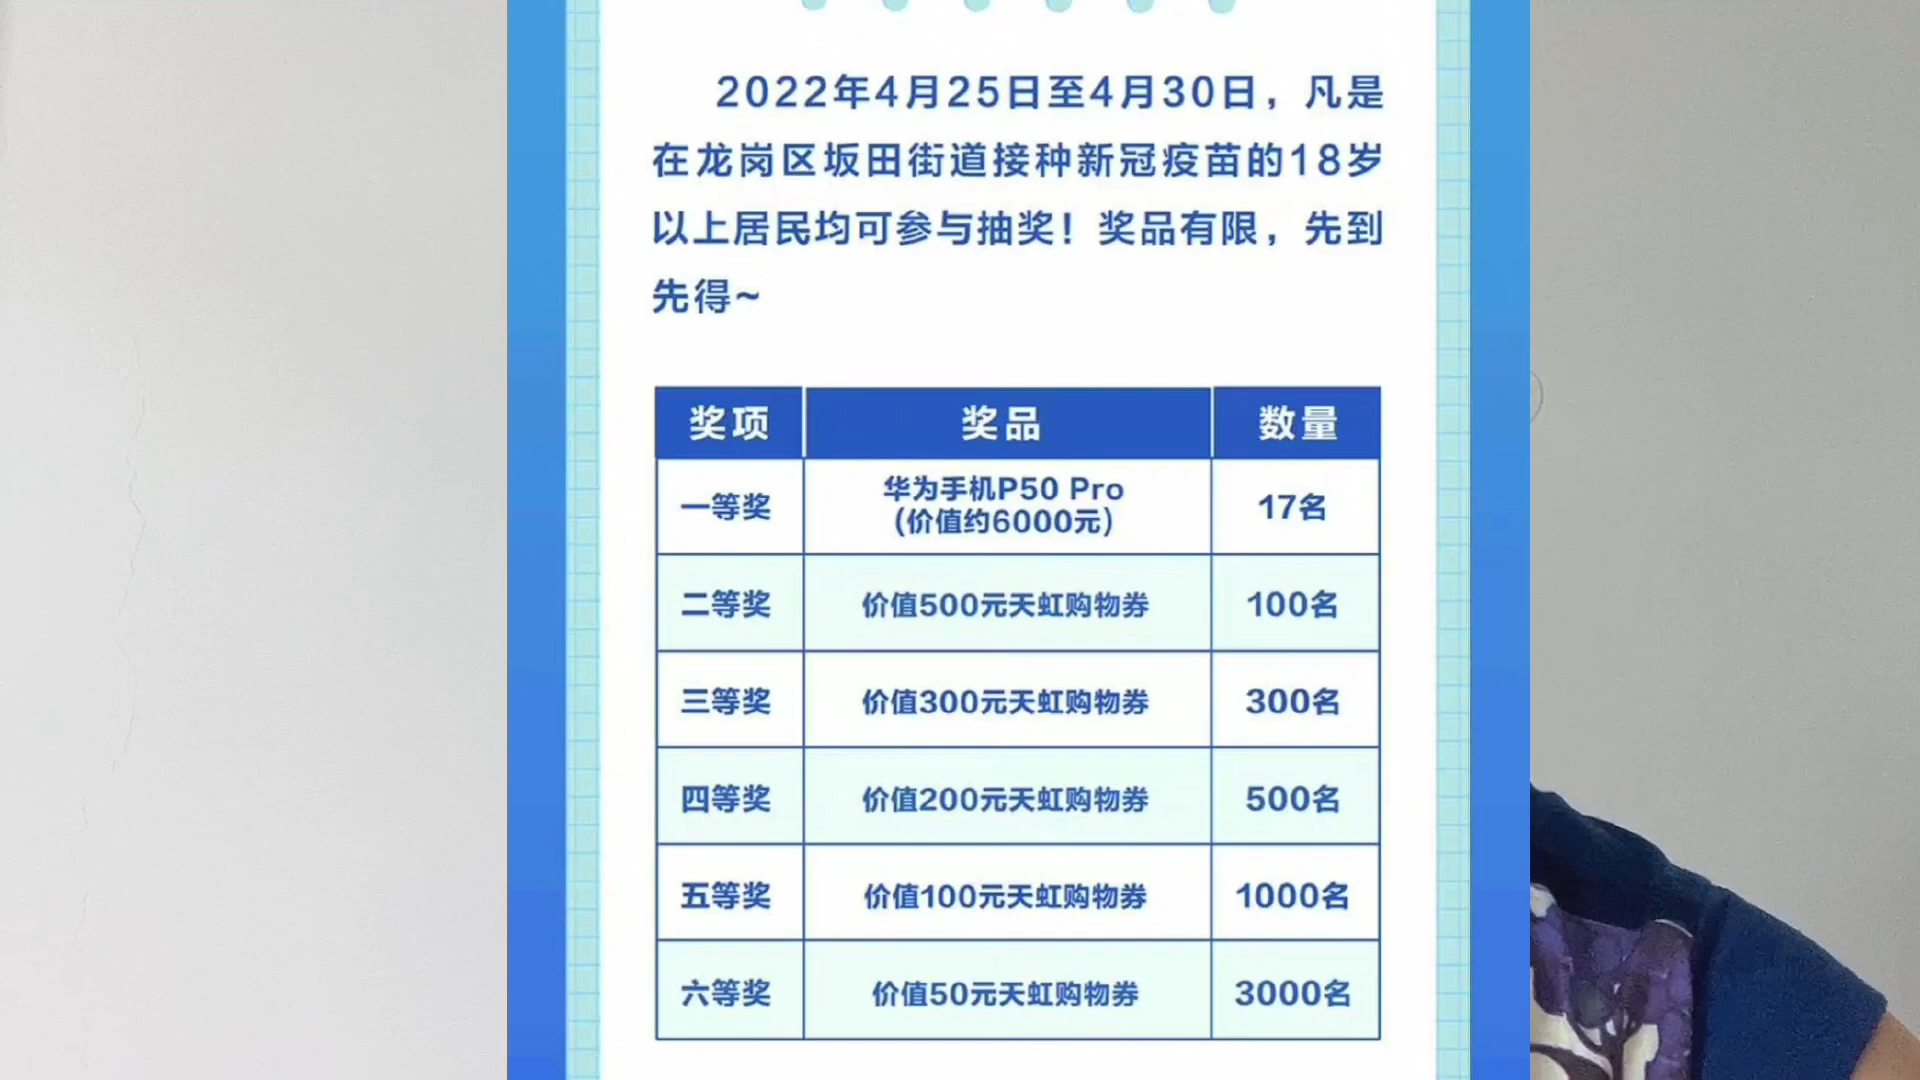 2022年4月25日至4月30日，凡是
在龙岗区坂田街道接种新冠疫苗的18岁
以上居民均可参与抽奖！奖品有限，先到
先得~
奖项 奖品 数量
一等奖 华为手机P50 Pro 17名
(价值约6000元)
二等奖 价值500元天虹购物券 100名
三等奖 价值300元天虹购物券 300名
四等奖 价值200元天虹购物券 500名
五等奖 价值100元天虹购物券 1000名
六等奖 价值50元天虹购物券 3000名